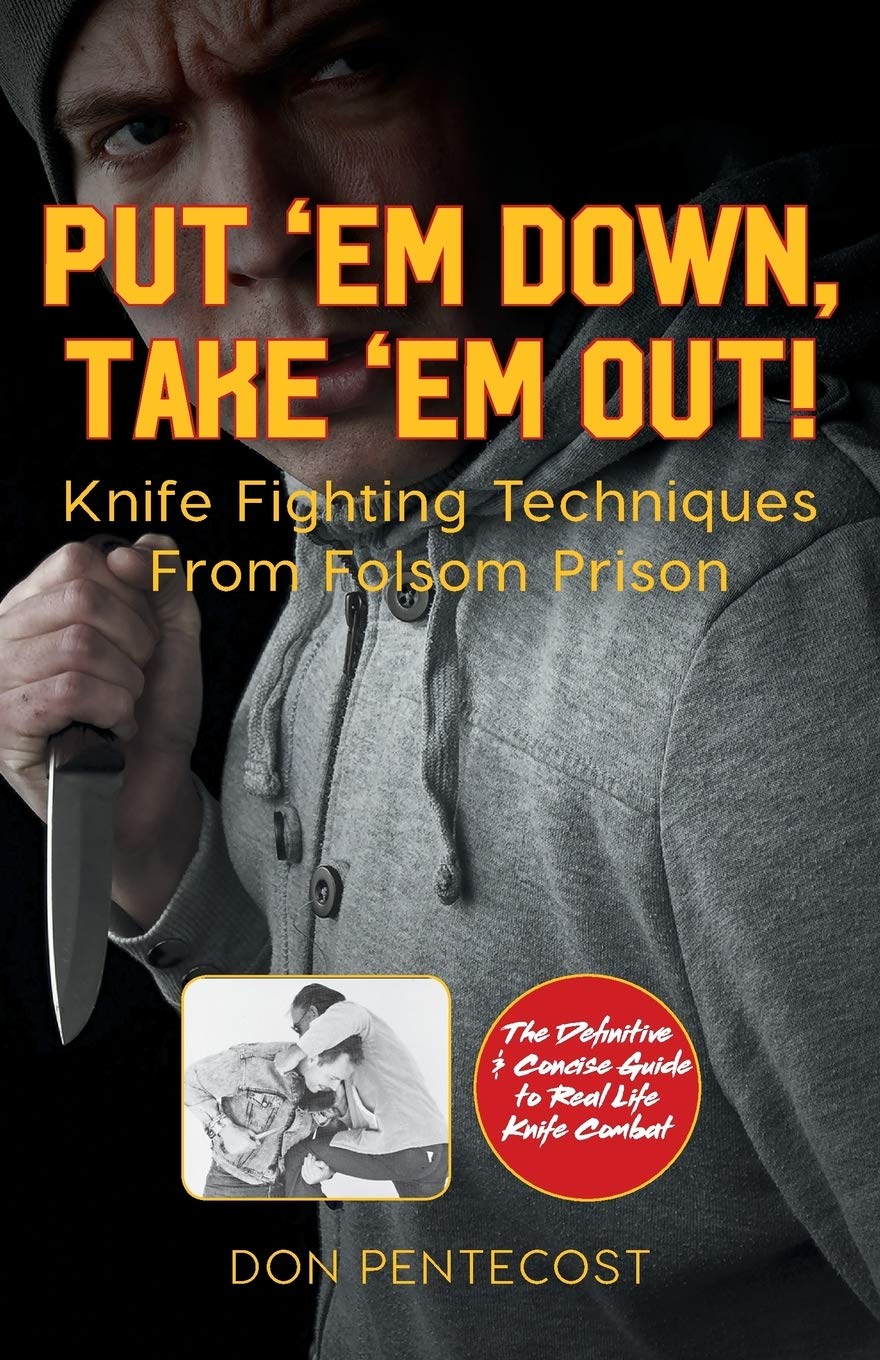 PUT ‘EM DOWN,
TAKE ‘EM OUT!
Knife Fighting Techniques
From Folsom Prison
The Definitive
& Concise Guide
to Real Life
Knife Combat
DON PENTECOST